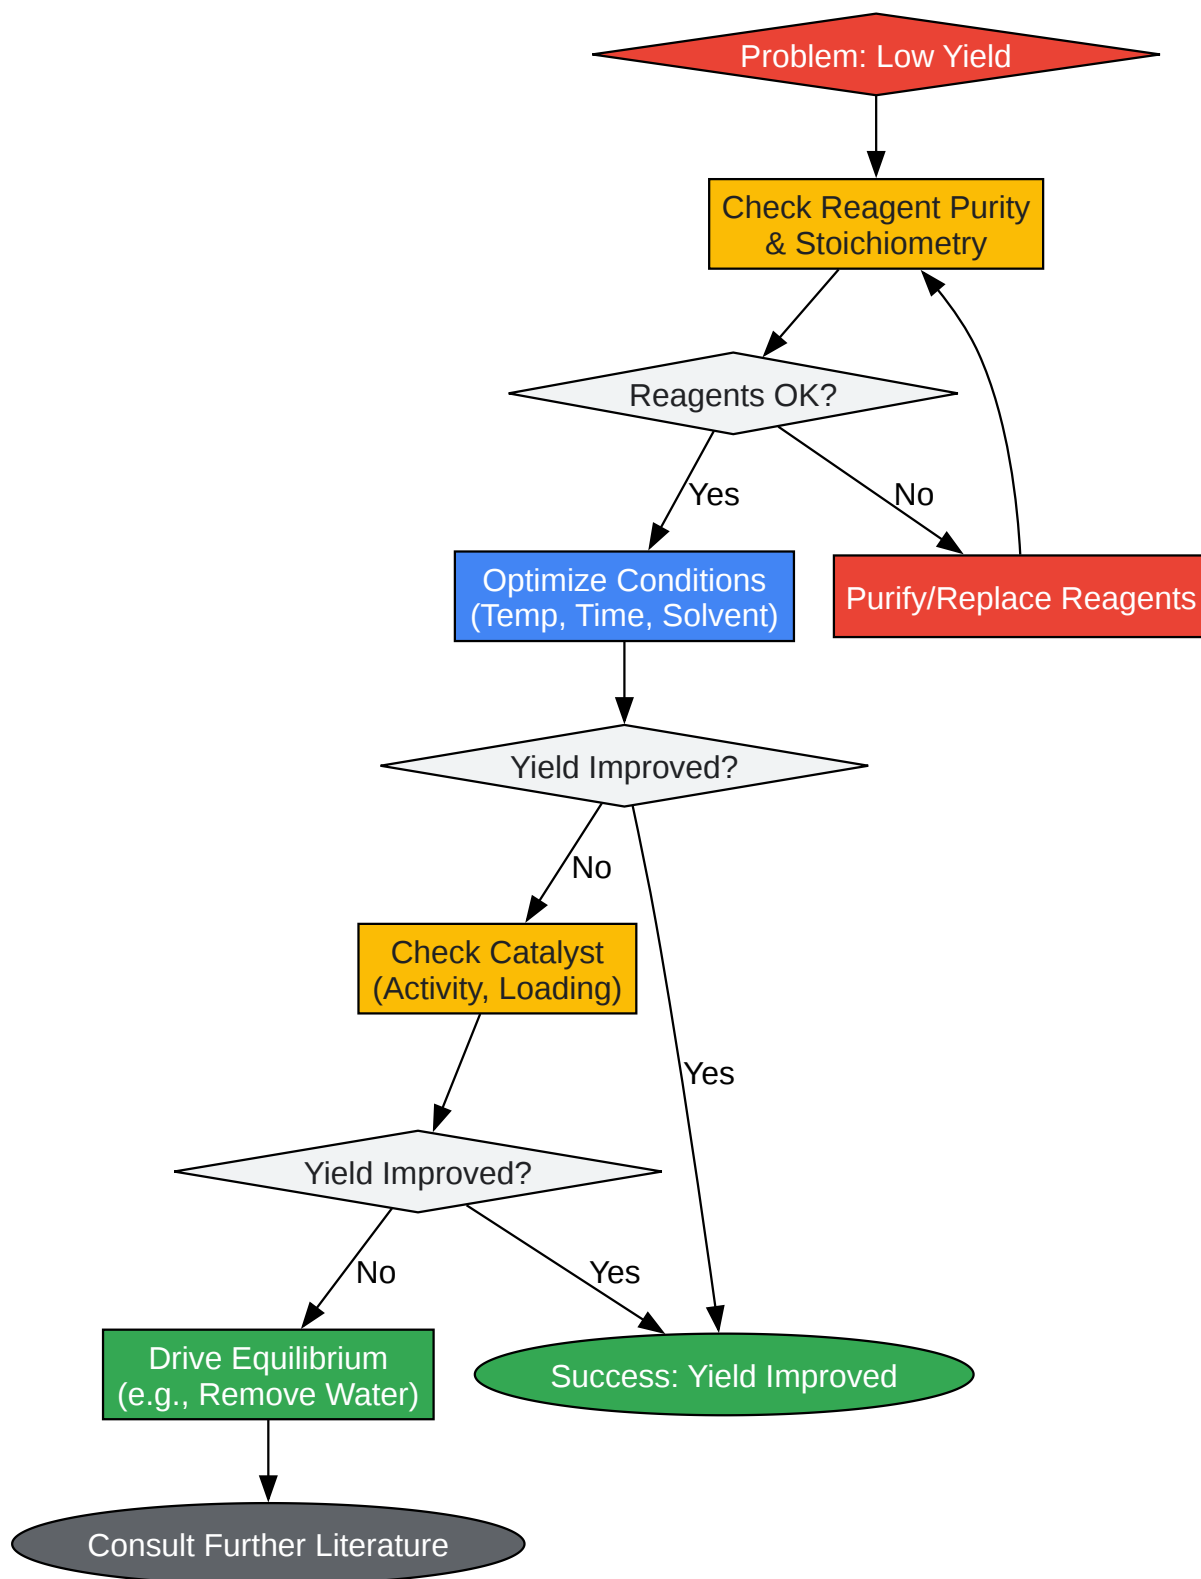 Problem: Low Yield
Check Reagent Purity
& Stoichiometry
Reagents OK?
Yes
No
Optimize Conditions
(Temp, Time, Solvent)
Purify/Replace Reagents
Yield Improved?
No
Check Catalyst
(Activity, Loading)
Yes
Yield Improved?
No
Yes
Drive Equilibrium
(e.g., Remove Water)
Success: Yield Improved
Consult Further Literature